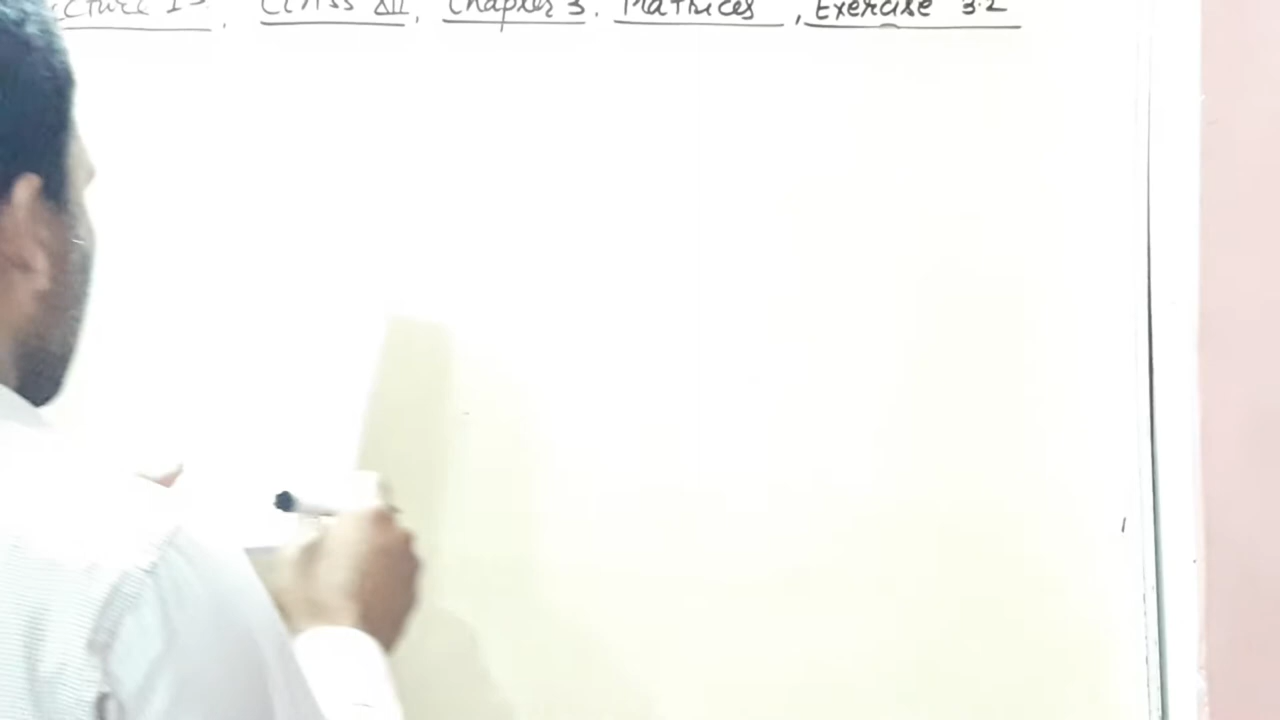 Class XII, Chapter 3. Matrices, Exercise 3.2